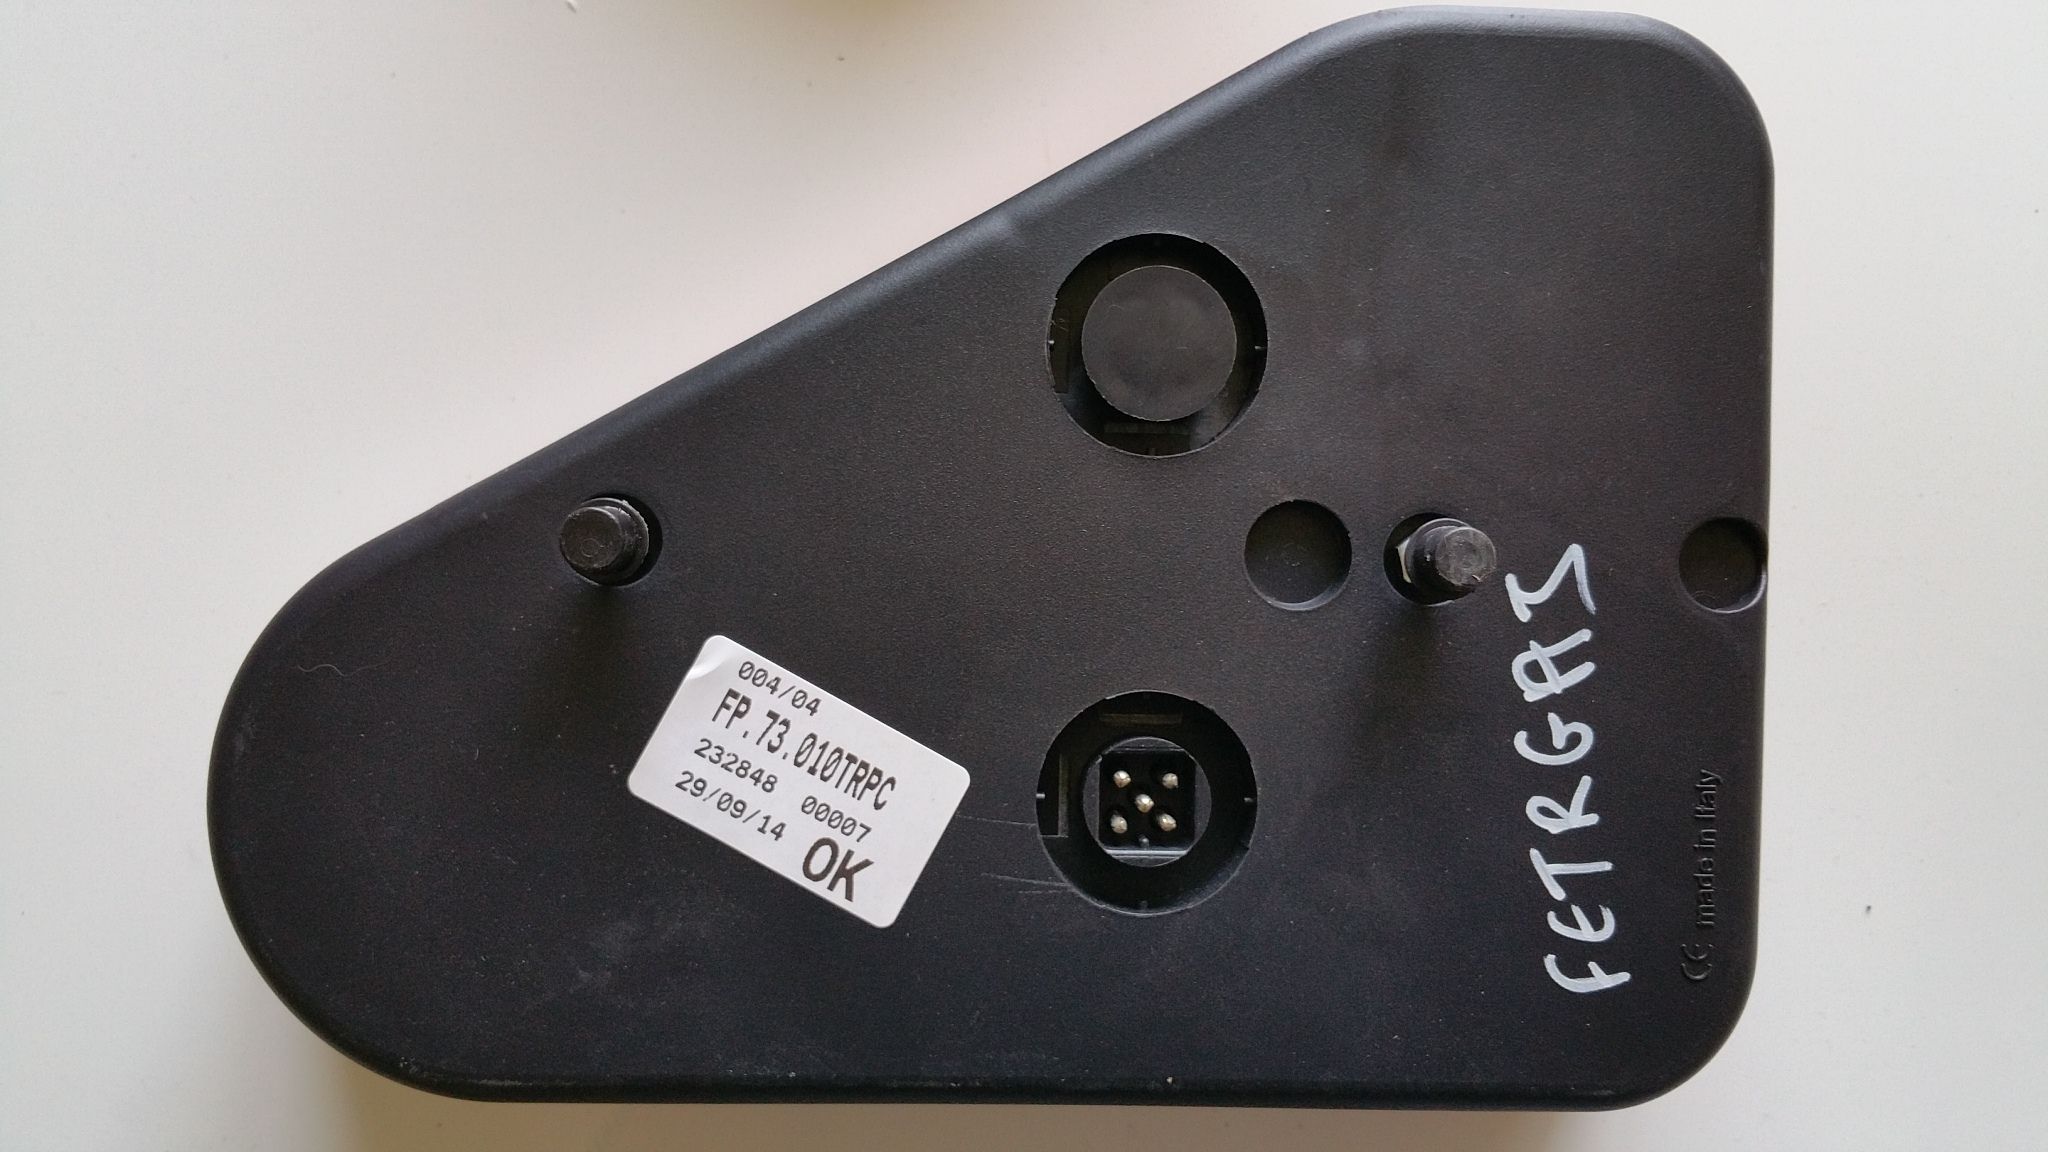 004/04
FP.73.010TRPC
232848 00007
29/09/14 OK
FETRGAS
CE made in Italy